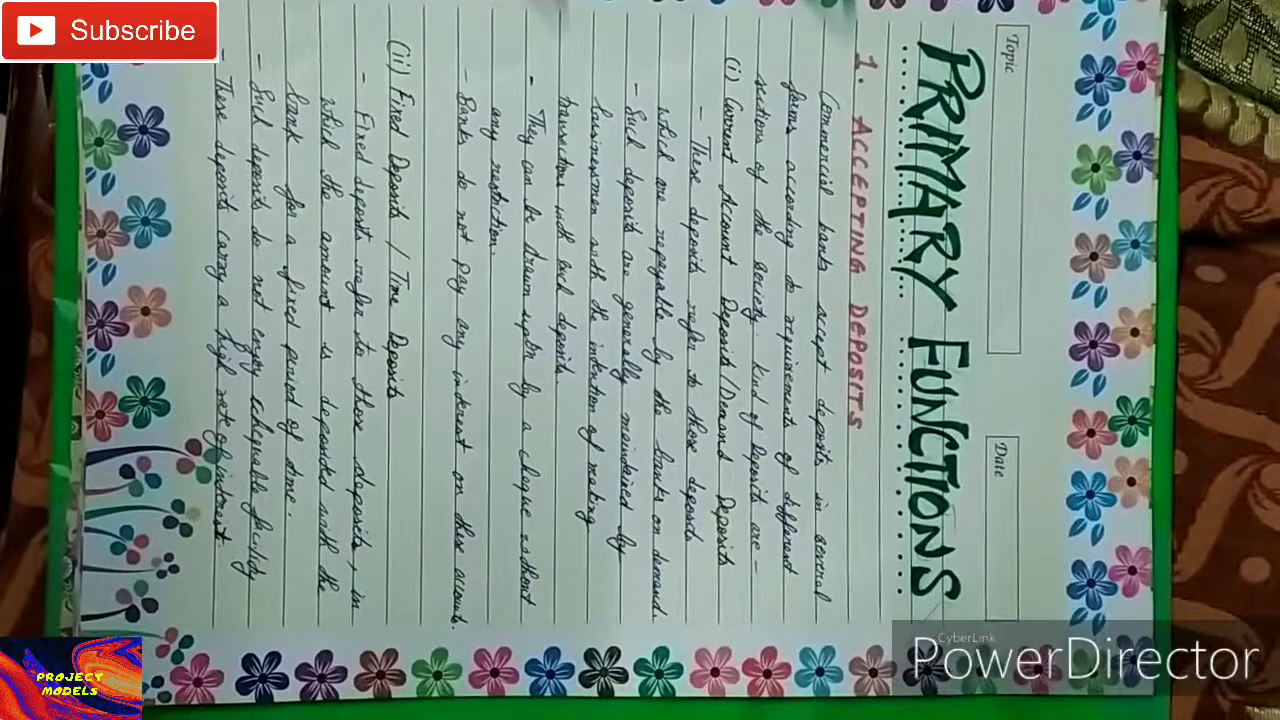 Subscribe
Topic
Date
PRIMARY FUNCTIONS
1. ACCEPTING DEPOSITS
Commercial banks accept deposits in several
forms according to requirements of different
sections of the society. Kind of deposits are -
(i) Current Acount Deposits/Demand Deposits
- These deposits refer to those deposits
which are repayable by the banks on demand.
- Such deposits are generally maintained by
businessmen with the intention of making
transactions with such deposits.
- They can be drawn upon by a cheque without
any restriction.
- Banks do not pay any interest on these accounts.
(ii) Fixed Deposits / Time Deposits
- Fixed deposits refer to those deposits, in
which the amount is deposited with the
bank for a fixed period of time.
- Such deposits do not enjoy chequable facility
- These deposits carry a high rate of interest.
PROJECT
MODELS
CyberLink
PowerDirector